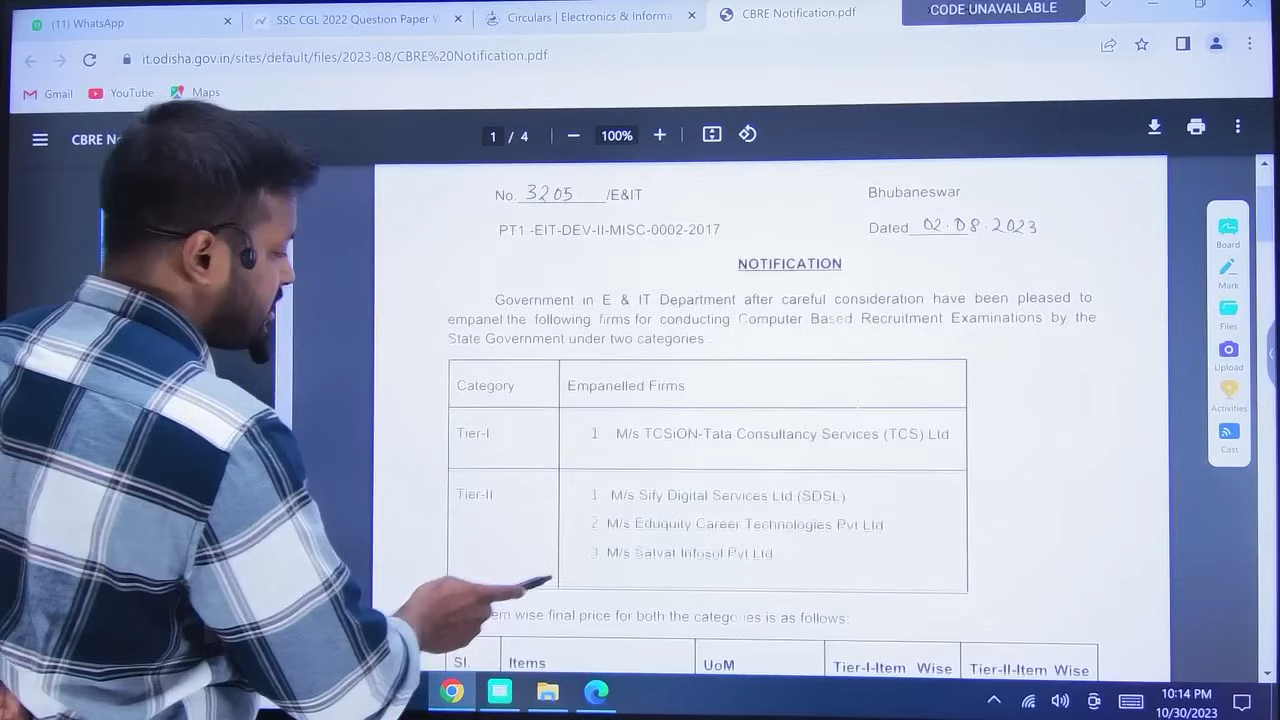 (11) WhatsApp
SSC CGL 2022 Question Paper
Circulars | Electronics & Informa
CBRE Notification.pdf
CODE:UNAVAILABLE
it.odisha.gov.in/sites/default/files/2023-08/CBRE%20Notification.pdf
Gmail
YouTube
Maps
CBRE
1 / 4
100%
No. 3205 /E&IT
Bhubaneswar
PT1 -EIT-DEV-II-MISC-0002-2017
Dated 02.08.2023
NOTIFICATION
Government in E & IT Department after careful consideration have been pleased to
empanel the following firms for conducting Computer Based Recruitment Examinations by the
State Government under two categories .
Category
Empanelled Firms
Tier-I
1 M/s TCSiON-Tata Consultancy Services (TCS) Ltd
Tier-II
1 M/s Sify Digital Services Ltd (SDSL)
2 M/s Eduquity Career Technologies Pvt Ltd
3 M/s Satvat Infosol Pvt Ltd
wise final price for both the categories is as follows:
Sl.
Items
UoM
Tier-I-Item Wise
Tier-II-Item Wise
Board
Mark
Files
Upload
Activities
Cast
10:14 PM
10/30/2023